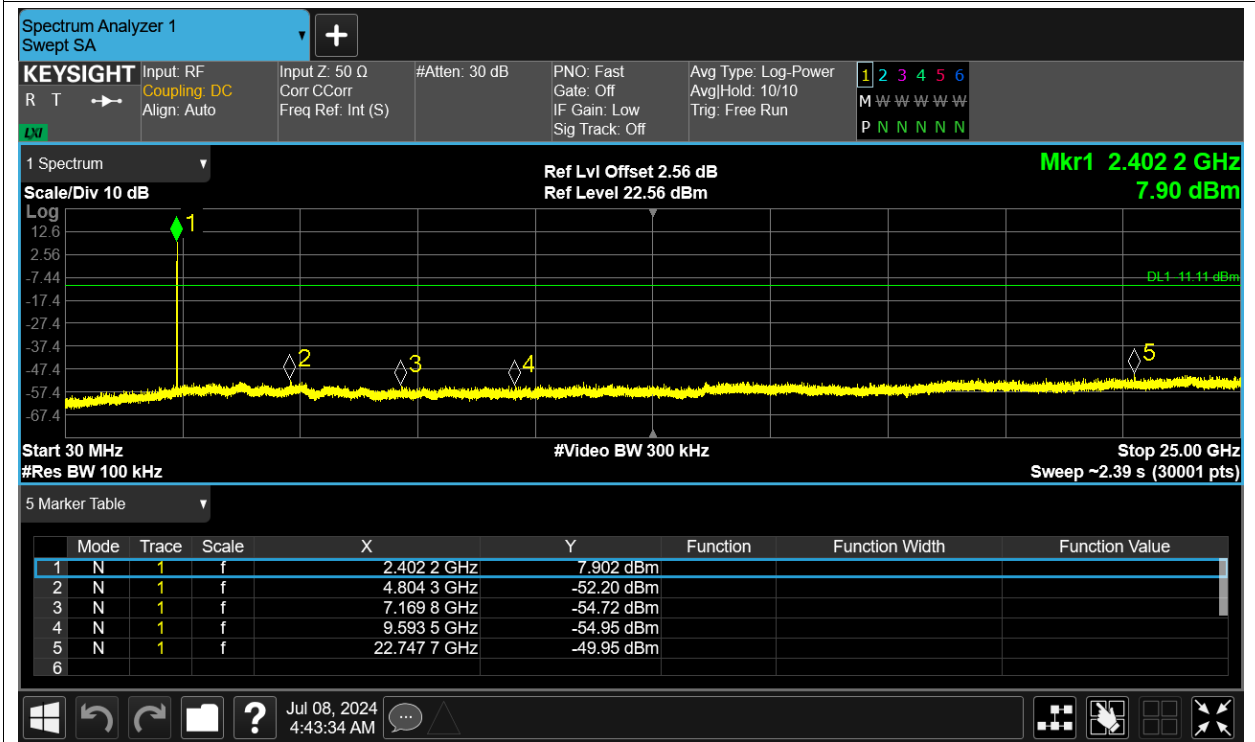 Spectrum Analyzer 1
Swept SA
KEYSIGHT
R T
LXI
Input: RF
Coupling: DC
Align: Auto
Input Z: 50 Ω
Corr CCorr
Freq Ref: Int (S)
#Atten: 30 dB
PNO: Fast
Gate: Off
IF Gain: Low
Sig Track: Off
Avg Type: Log-Power
Avg|Hold: 10/10
Trig: Free Run
1 2 3 4 5 6
M W W W W W
P N N N N N
1 Spectrum
Scale/Div 10 dB
Ref Lvl Offset 2.56 dB
Ref Level 22.56 dBm
Mkr1 2.402 2 GHz
7.90 dBm
Log
12.6
2.56
-7.44
-17.4
-27.4
-37.4
-47.4
-57.4
-67.4
1
2
3
4
5
DL1 -11.11 dBm
Start 30 MHz
#Video BW 300 kHz
Stop 25.00 GHz
#Res BW 100 kHz
Sweep ~2.39 s (30001 pts)
5 Marker Table
Mode Trace Scale X Y Function Function Width Function Value
1 N 1 f 2.402 2 GHz 7.902 dBm
2 N 1 f 4.804 3 GHz -52.20 dBm
3 N 1 f 7.169 8 GHz -54.72 dBm
4 N 1 f 9.593 5 GHz -54.95 dBm
5 N 1 f 22.747 7 GHz -49.95 dBm
6
?
Jul 08, 2024
4:43:34 AM